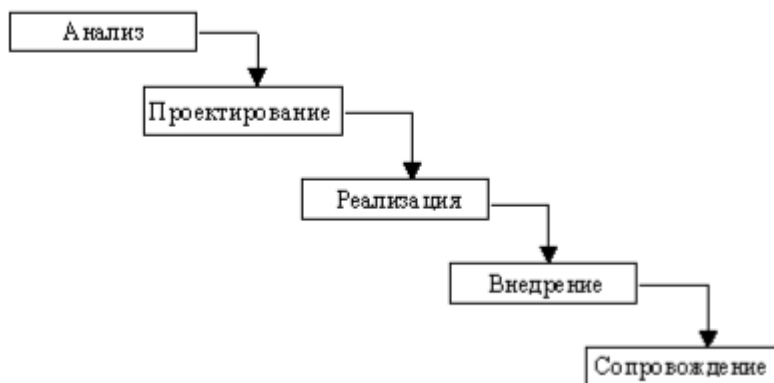 Анализ
Проектирование
Реализация
Внедрение
Сопровождение